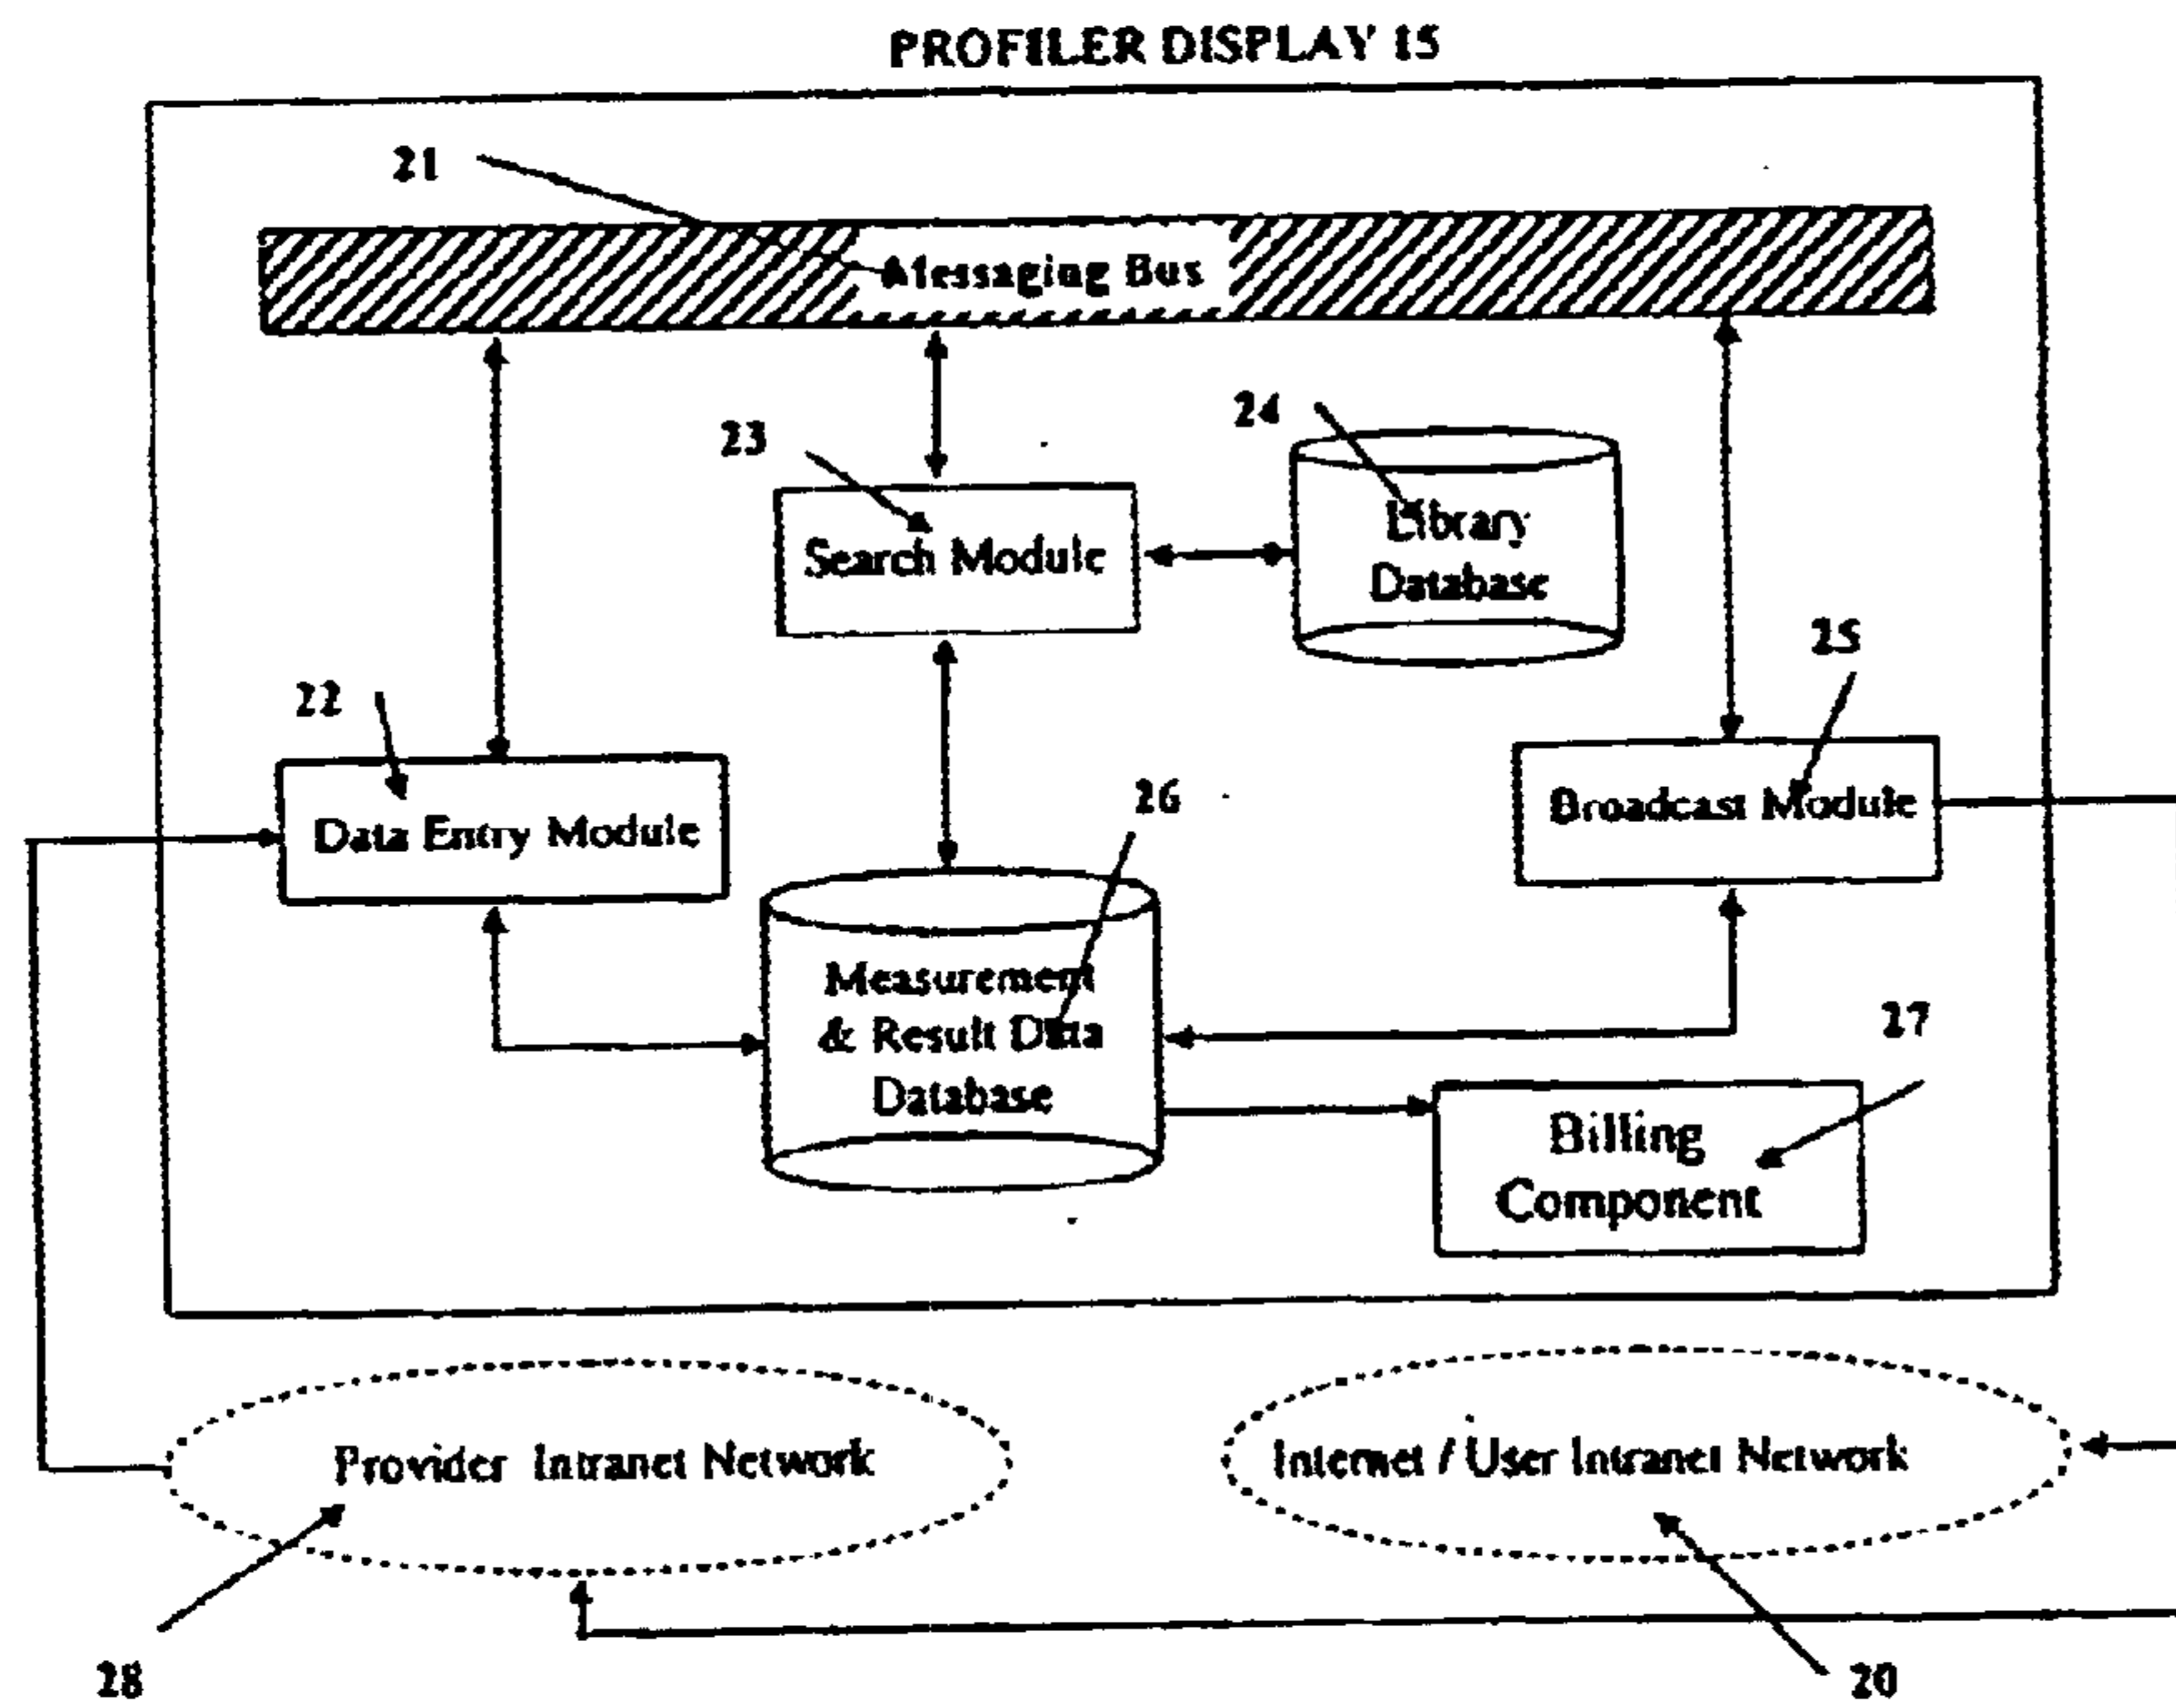 PROFILER DISPLAY 15
21
Messaging Bus
24
23
Library
Database
Search Module
25
22
26
Broadcast Module
Data Entry Module
Measurement
& Result Data
Database
27
Billing
Component
Provider Intranet Network
Internet / User Intranet Network
28
20